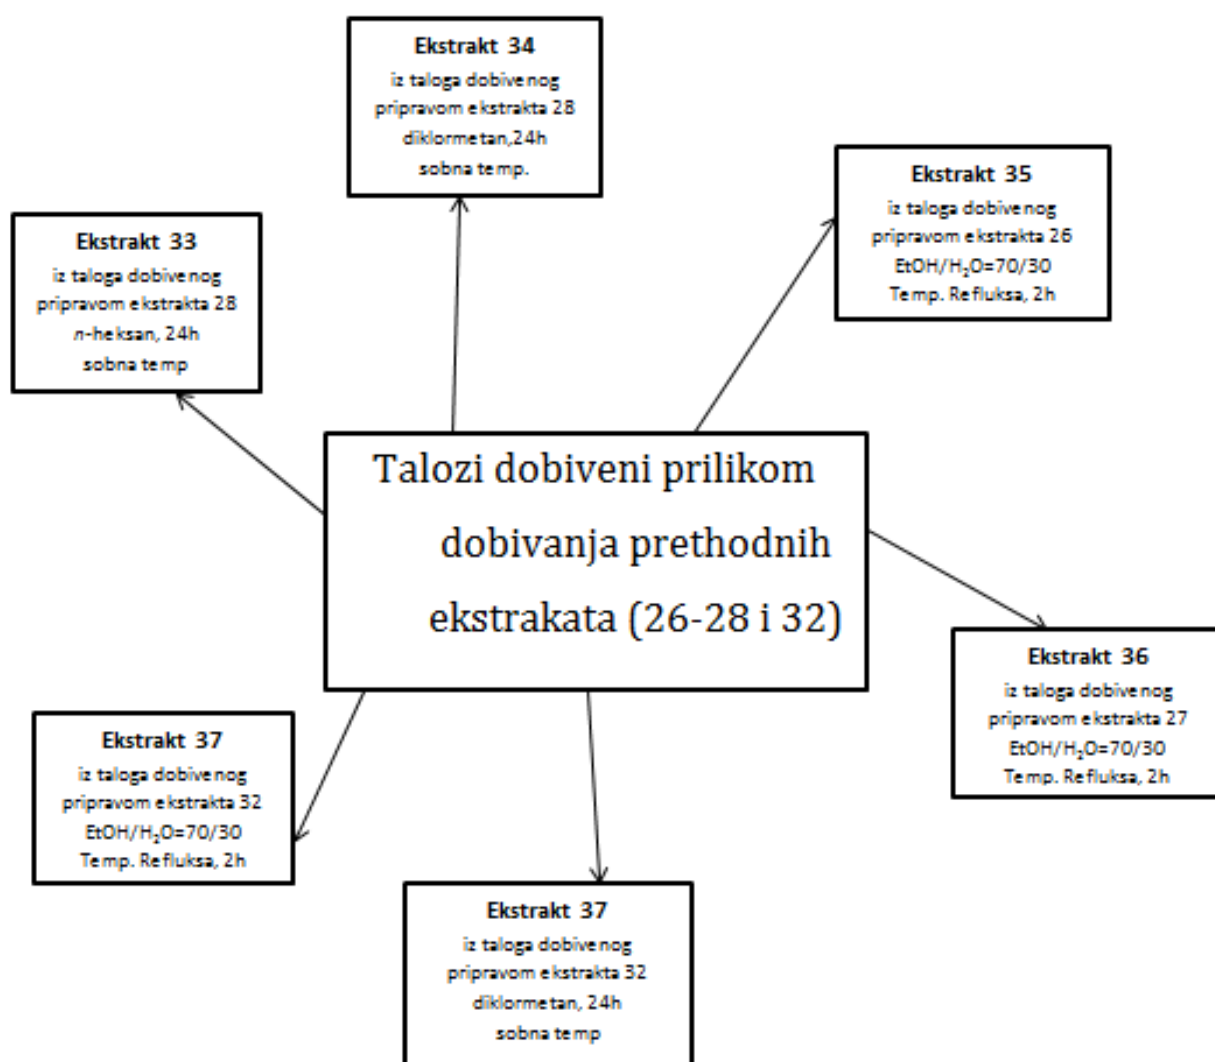 Ekstrakt 34
iz taloga dobivenog
pripravom ekstrakta 28
diklormetan,24h
sobna temp.
Ekstrakt 35
iz taloga dobivenog
pripravom ekstrakta 26
EtOH/H₂O=70/30
Temp. Refluksa, 2h
Ekstrakt 33
iz taloga dobivenog
pripravom ekstrakta 28
n-heksan, 24h
sobna temp
Talozi dobiveni prilikom
dobivanja prethodnih
ekstrakata (26-28 i 32)
Ekstrakt 36
iz taloga dobivenog
pripravom ekstrakta 27
EtOH/H₂O=70/30
Temp. Refluksa, 2h
Ekstrakt 37
iz taloga dobivenog
pripravom ekstrakta 32
EtOH/H₂O=70/30
Temp. Refluksa, 2h
Ekstrakt 37
iz taloga dobivenog
pripravom ekstrakta 32
diklormetan, 24h
sobna temp